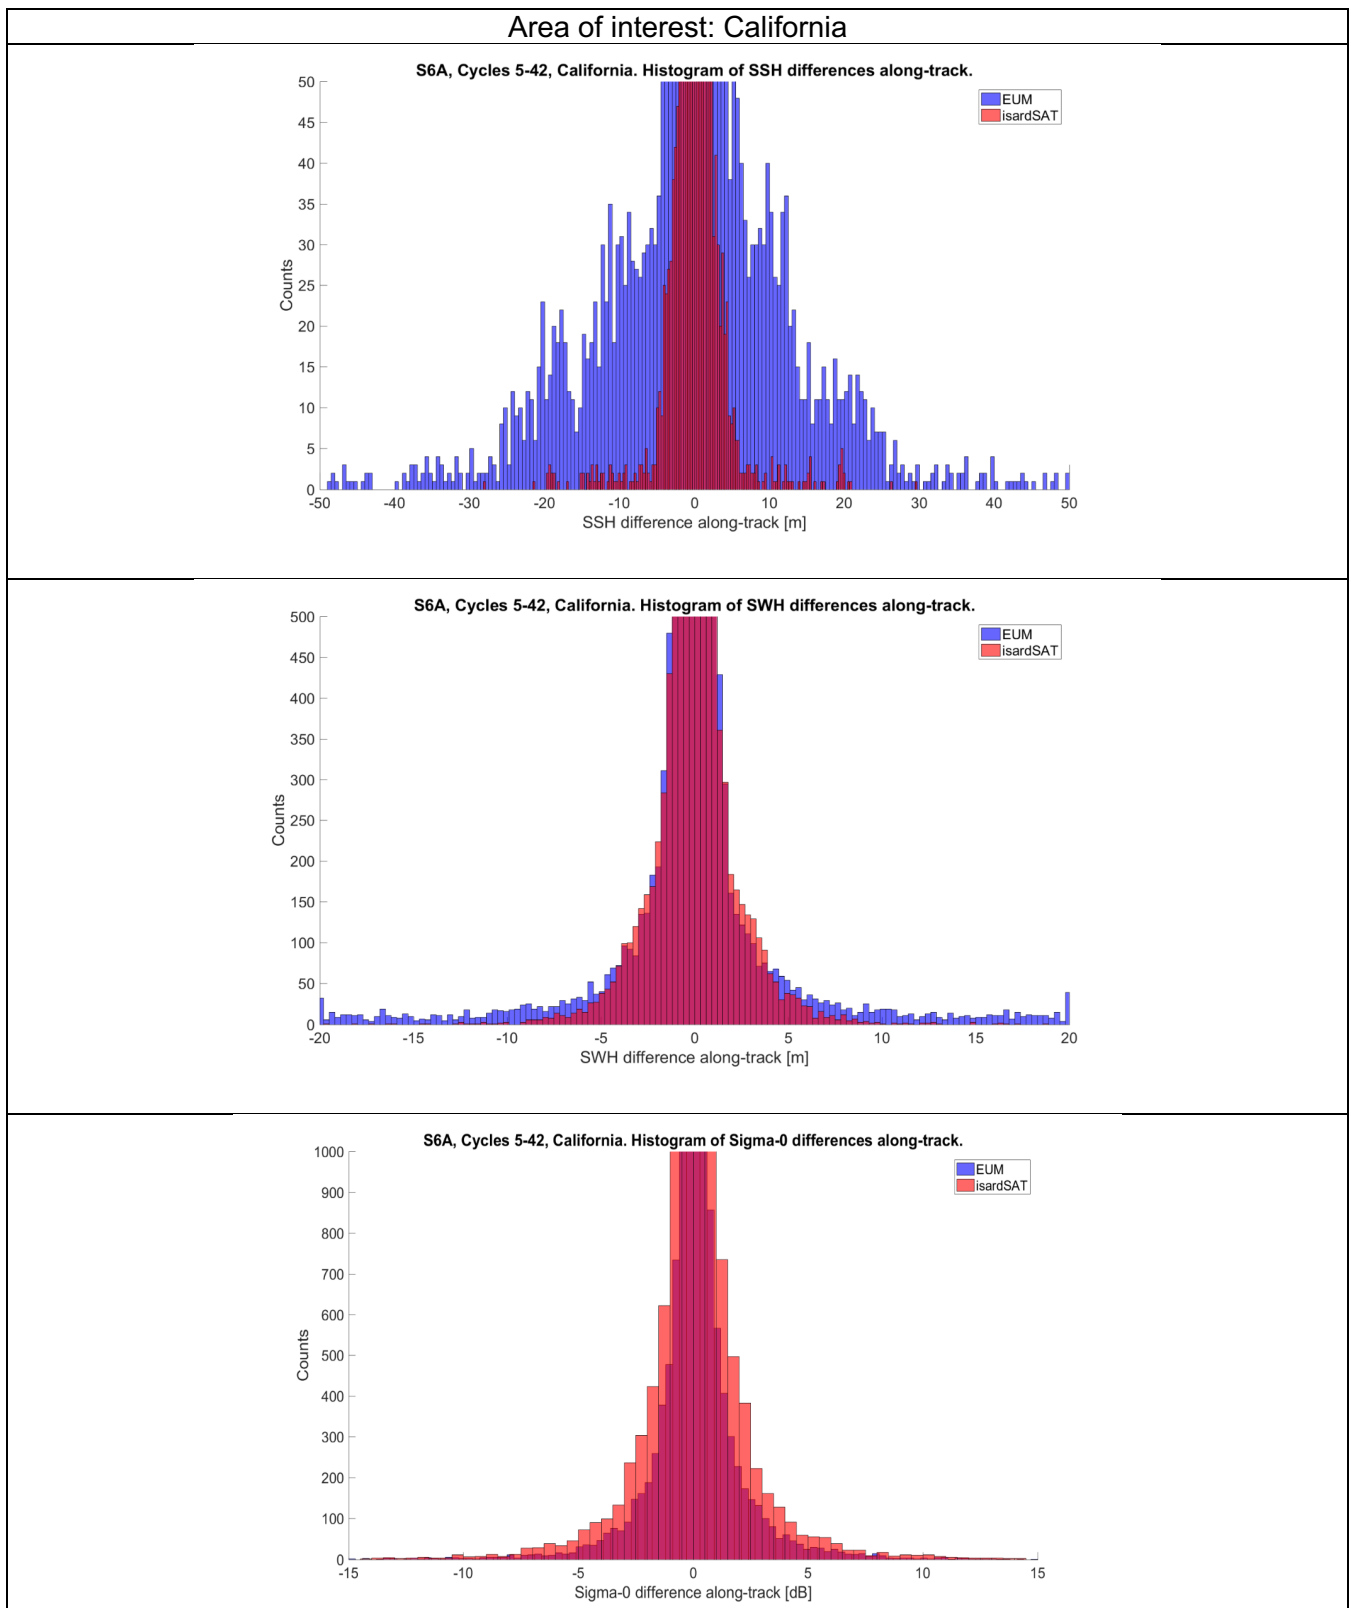 Area of interest: California
S6A, Cycles 5-42, California. Histogram of SSH differences along-track.
EUM
isardSAT
Counts
50
45
40
35
30
25
20
15
10
5
0
-50 -40 -30 -20 -10 0 10 20 30 40 50
SSH difference along-track [m]
S6A, Cycles 5-42, California. Histogram of SWH differences along-track.
EUM
isardSAT
Counts
500
450
400
350
300
250
200
150
100
50
0
-20 -15 -10 -5 0 5 10 15 20
SWH difference along-track [m]
S6A, Cycles 5-42, California. Histogram of Sigma-0 differences along-track.
EUM
isardSAT
Counts
1000
900
800
700
600
500
400
300
200
100
0
-15 -10 -5 0 5 10 15
Sigma-0 difference along-track [dB]